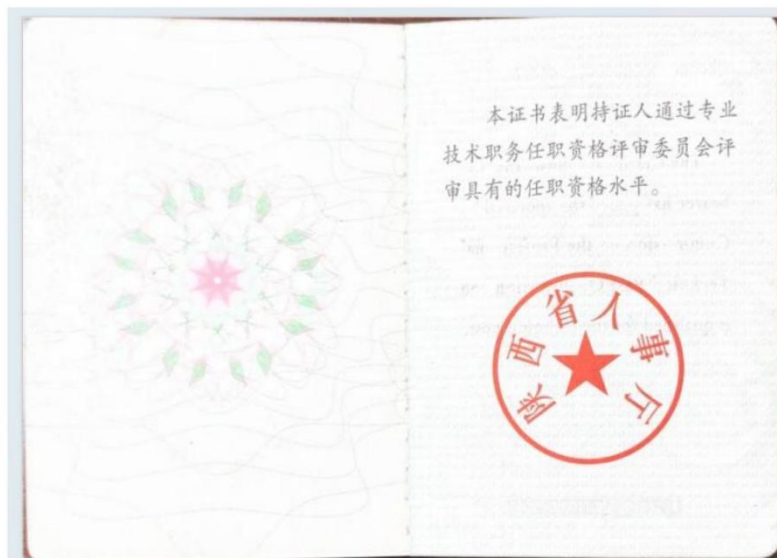 本证书表明持证人通过专业
技术职务任职资格评审委员会评
审具有的任职资格水平。
陕西省人事厅